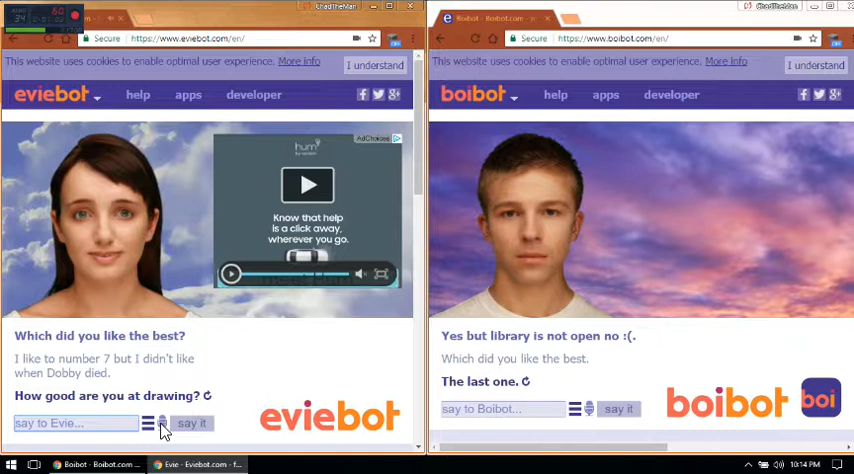 ChadTheMan
Secure
https://www.eviebot.com/en/
This website uses cookies to enable optimal user experience. More info
I understand
eviebot
help
apps
developer
AdChoices
hum
Know that help
is a click away,
wherever you go.
Which did you like the best?
I like to number 7 but I didn't like
when Dobby died.
How good are you at drawing?
say to Evie...
say it
eviebot
Boibot - Boibot.com -
ChadTheMan
Secure
https://www.boibot.com/en/
This website uses cookies to enable optimal user experience. More info
I understand
boibot
help
apps
developer
Yes but library is not open no :(.
Which did you like the best.
The last one.
say to Boibot...
say it
boibot
boi
Boibot - Boibot.com ...
Evie - Eviebot.com - f...
10:14 PM